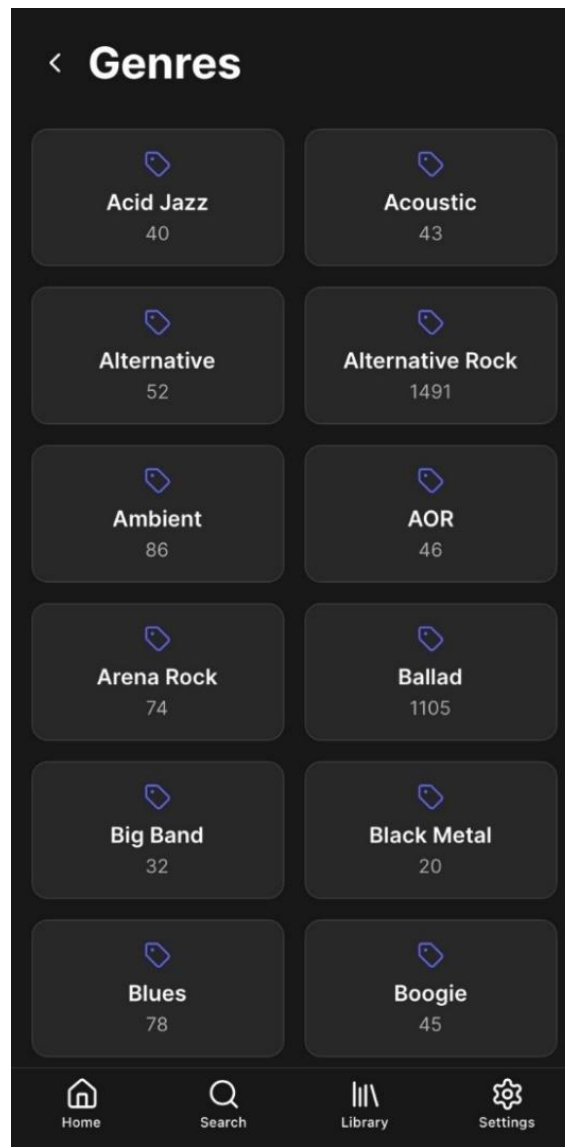 Genres
Acid Jazz
40
Acoustic
43
Alternative
52
Alternative Rock
1491
Ambient
86
AOR
46
Arena Rock
74
Ballad
1105
Big Band
32
Black Metal
20
Blues
78
Boogie
45
Home
Search
Library
Settings